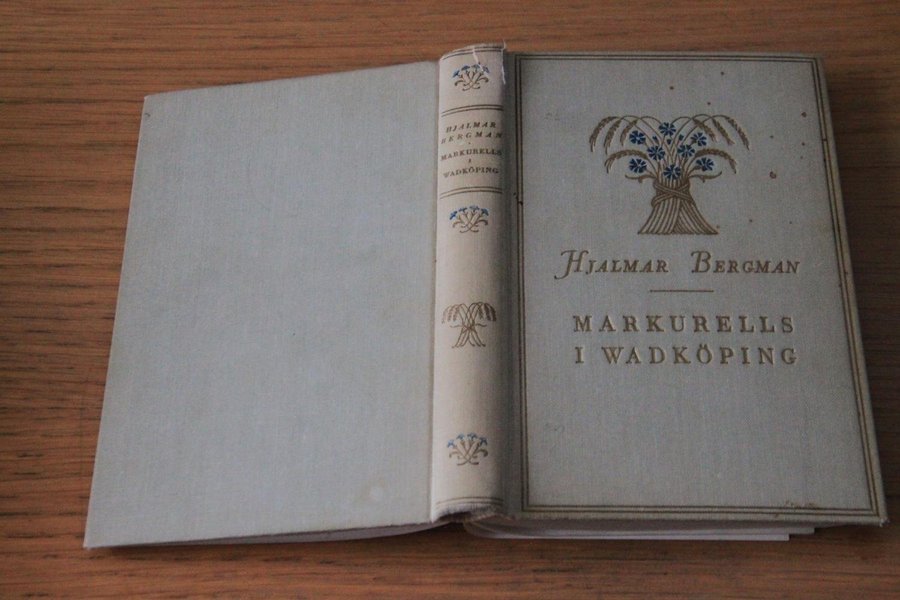 HJALMAR
BERGMAN
MARKURELLS
I
WADKÖPING
HJALMAR BERGMAN
MARKURELLS
I WADKÖPING